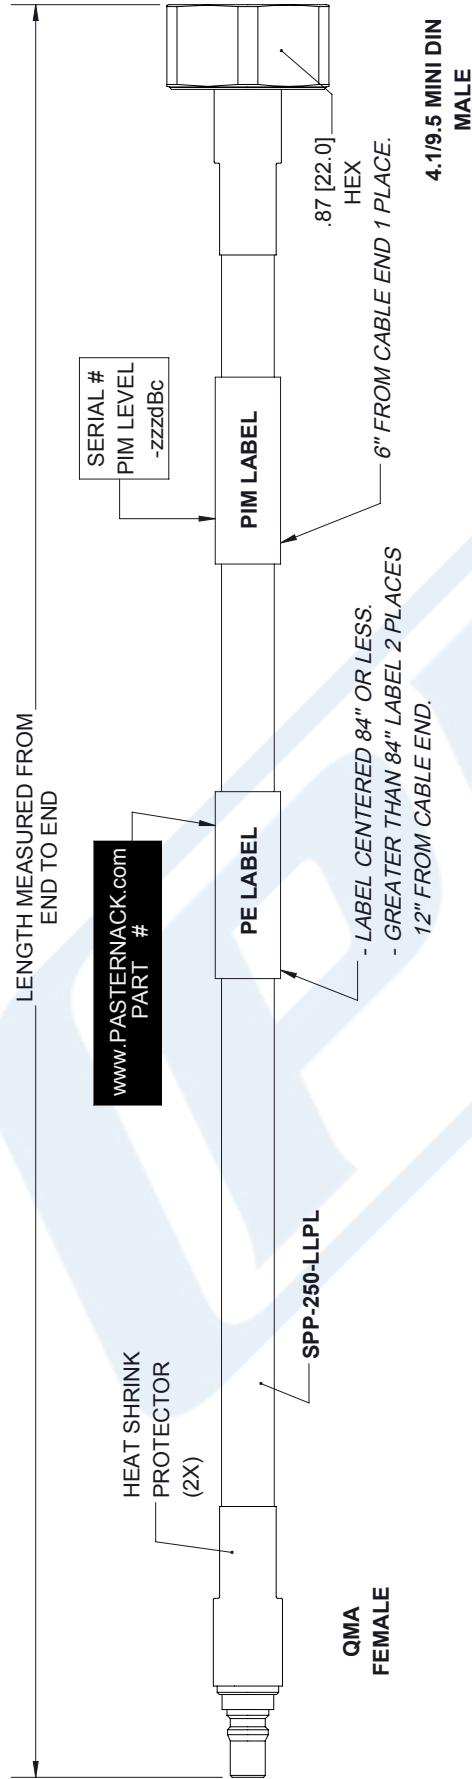 LENGTH MEASURED FROM
END TO END
HEAT SHRINK
PROTECTOR
(2X)
www.PASTERNACK.com
PART #
SERIAL #
PIM LEVEL
-zzzdBc
PE LABEL
PIM LABEL
.87 [22.0]
HEX
SPP-250-LLPL
- LABEL CENTERED 84" OR LESS.
- GREATER THAN 84" LABEL 2 PLACES
12" FROM CABLE END.
6" FROM CABLE END 1 PLACE.
QMA
FEMALE
4.1/9.5 MINI DIN
MALE